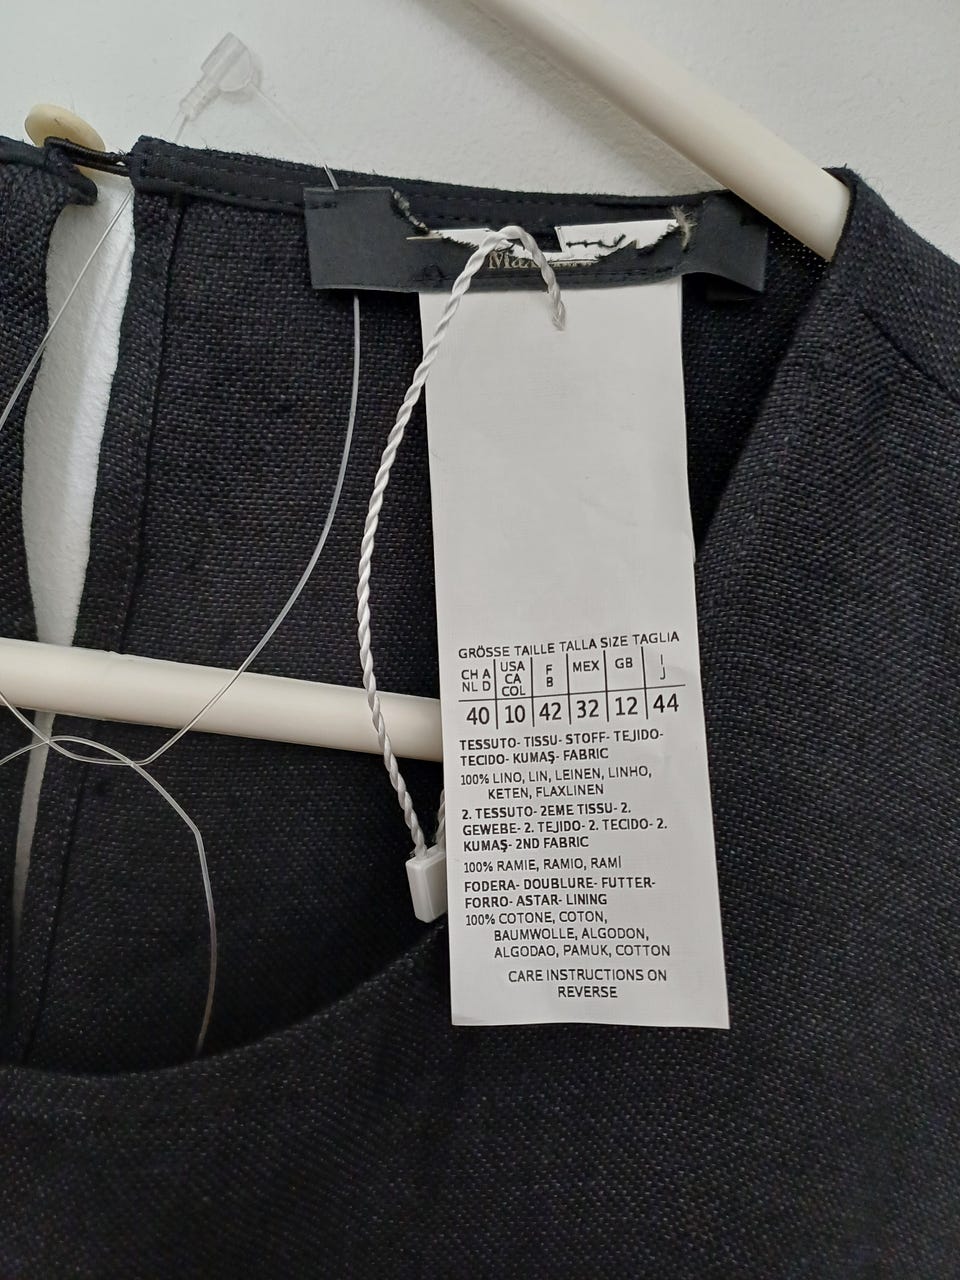 GRÖSSE TAILLE TALLA SIZE TAGLIA
CH A NL D USA CA COL F B MEX GB I J
40 10 42 32 12 44
TESSUTO- TISSU- STOFF- TEJIDO-
TECIDO- KUMAŞ- FABRIC
100% LINO, LIN, LEINEN, LINHO,
KETEN, FLAXLINEN
2. TESSUTO- 2EME TISSU- 2.
GEWEBE- 2. TEJIDO- 2. TECIDO- 2.
KUMAŞ- 2ND FABRIC
100% RAMIE, RAMIO, RAMİ
FODERA- DOUBLURE- FUTTER-
FORRO- ASTAR- LINING
100% COTONE, COTON,
BAUMWOLLE, ALGODON,
ALGODAO, PAMUK, COTTON
CARE INSTRUCTIONS ON
REVERSE